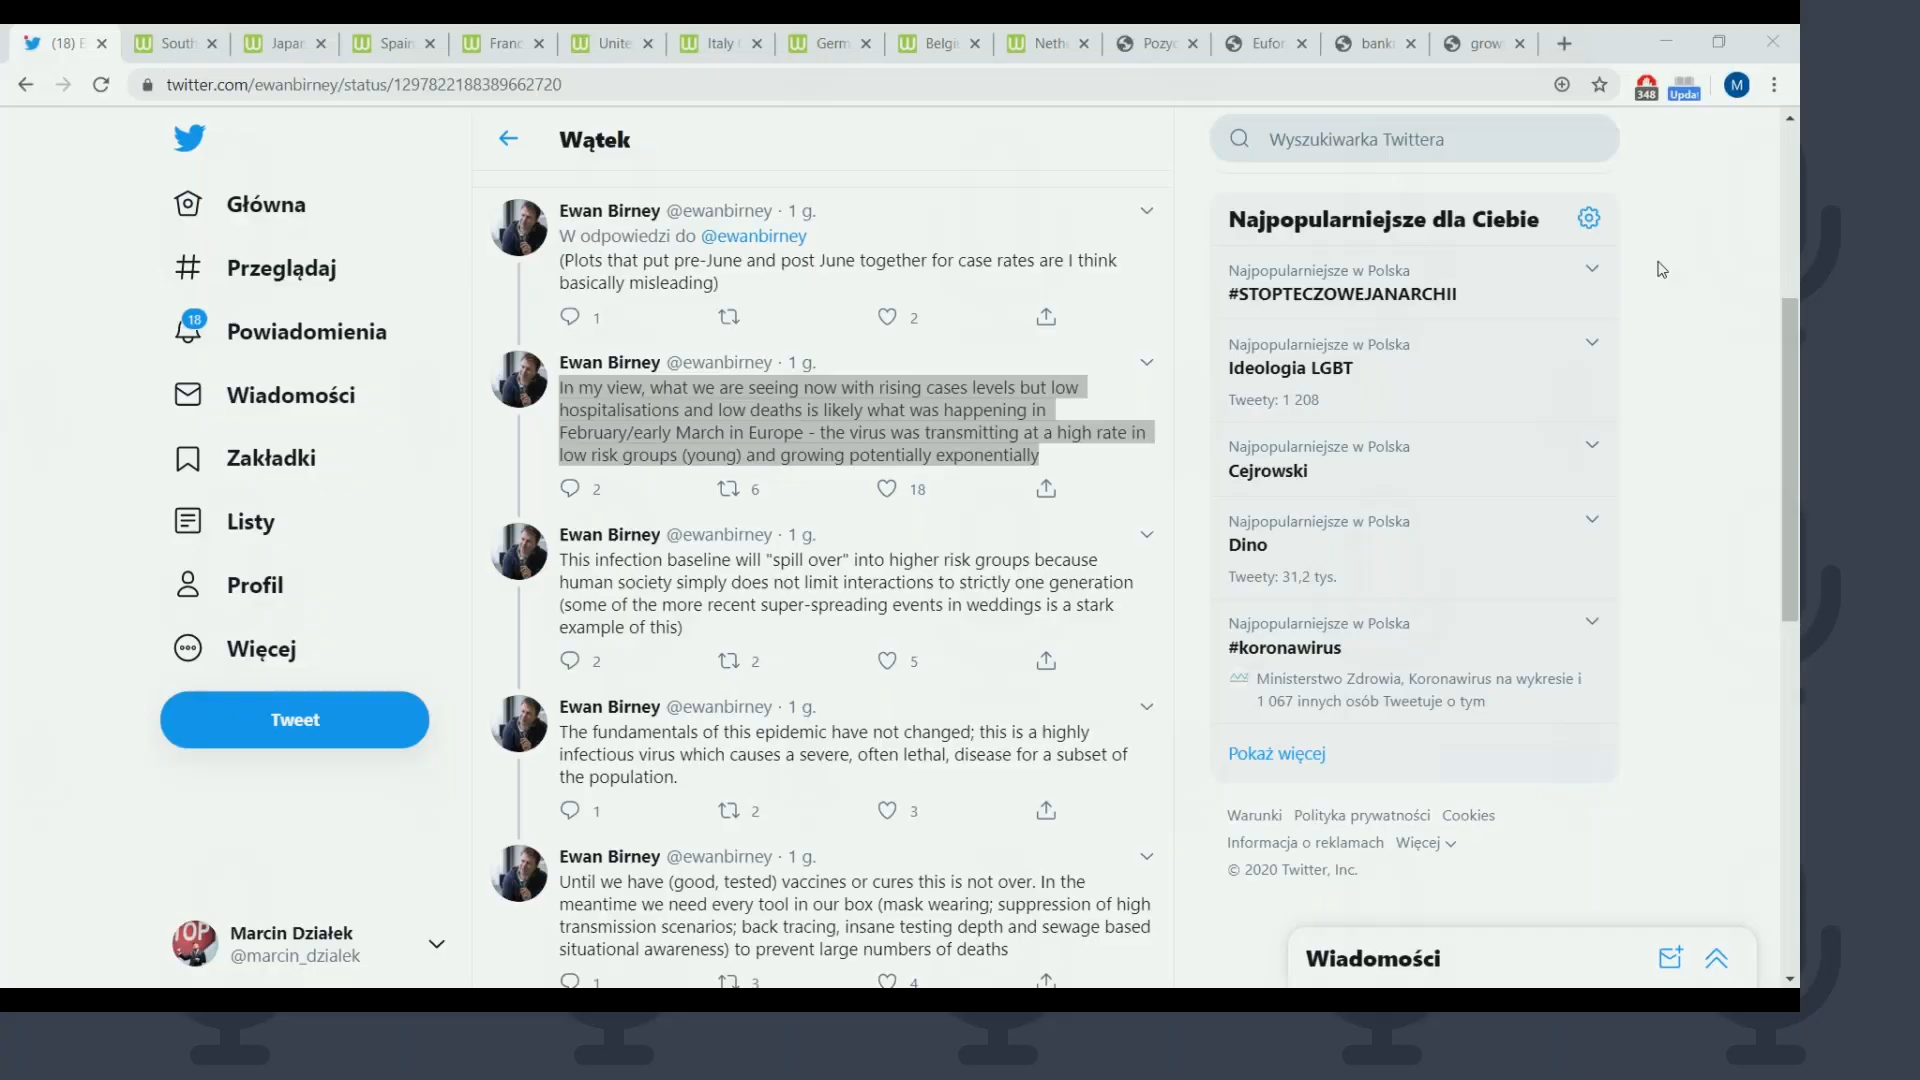 (18) E
South
Japan
Spain
Franc
Unite
Italy
Germ
Belgi
Nethe
Pozyc
Eufor
bank
grow
twitter.com/ewanbirney/status/1297822188389662720
348
Updat
M
Główna
Przeglądaj
18
Powiadomienia
Wiadomości
Zakładki
Listy
Profil
Więcej
Tweet
TOP
Marcin Działek
@marcin_dzialek
Wątek
Ewan Birney @ewanbirney · 1 g.
W odpowiedzi do @ewanbirney
(Plots that put pre-June and post June together for case rates are I think
basically misleading)
1 2
Ewan Birney @ewanbirney · 1 g.
In my view, what we are seeing now with rising cases levels but low
hospitalisations and low deaths is likely what was happening in
February/early March in Europe - the virus was transmitting at a high rate in
low risk groups (young) and growing potentially exponentially
2 6 18
Ewan Birney @ewanbirney · 1 g.
This infection baseline will "spill over" into higher risk groups because
human society simply does not limit interactions to strictly one generation
(some of the more recent super-spreading events in weddings is a stark
example of this)
2 2 5
Ewan Birney @ewanbirney · 1 g.
The fundamentals of this epidemic have not changed; this is a highly
infectious virus which causes a severe, often lethal, disease for a subset of
the population.
1 2 3
Ewan Birney @ewanbirney · 1 g.
Until we have (good, tested) vaccines or cures this is not over. In the
meantime we need every tool in our box (mask wearing; suppression of high
transmission scenarios; back tracing, insane testing depth and sewage based
situational awareness) to prevent large numbers of deaths
1 3 4
Wyszukiwarka Twittera
Najpopularniejsze dla Ciebie
Najpopularniejsze w Polska
#STOPTECZOWEJANARCHII
Najpopularniejsze w Polska
Ideologia LGBT
Tweety: 1 208
Najpopularniejsze w Polska
Cejrowski
Najpopularniejsze w Polska
Dino
Tweety: 31,2 tys.
Najpopularniejsze w Polska
#koronawirus
Ministerstwo Zdrowia, Koronawirus na wykresie i
1 067 innych osób Tweetuje o tym
Pokaż więcej
Warunki Polityka prywatności Cookies
Informacja o reklamach Więcej
© 2020 Twitter, Inc.
Wiadomości